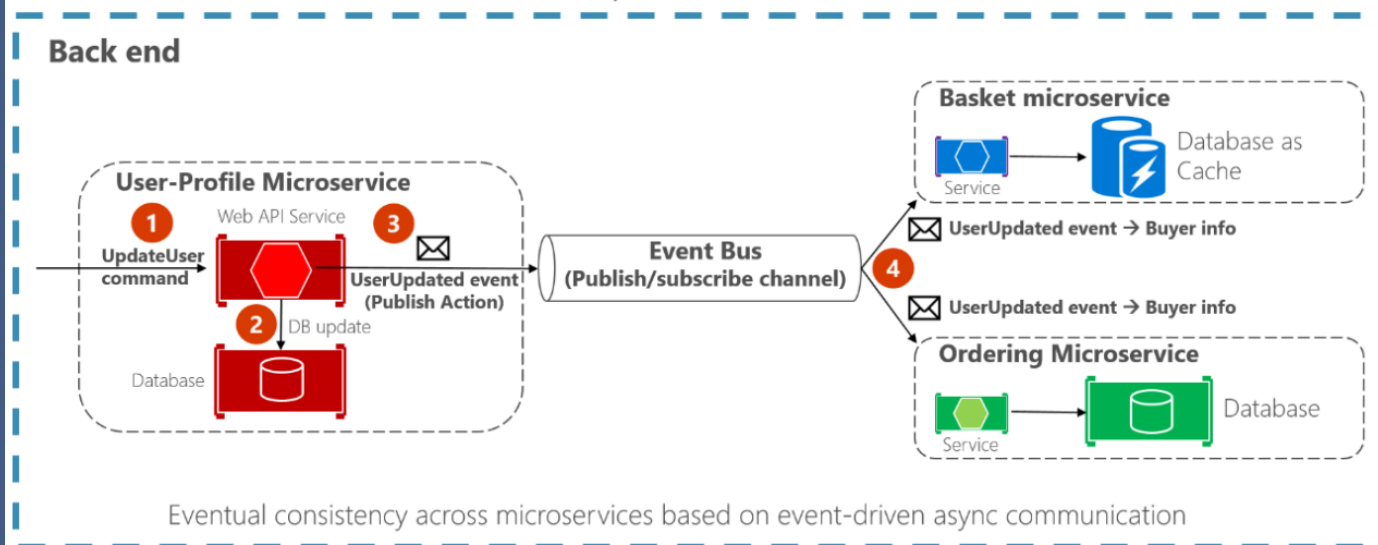 Back end
User-Profile Microservice
1
Web API Service
3
UpdateUser
command
UserUpdated event
(Publish Action)
2
DB update
Database
Event Bus
(Publish/subscribe channel)
4
Basket microservice
Service
Database as
Cache
UserUpdated event → Buyer info
UserUpdated event → Buyer info
Ordering Microservice
Service
Database
Eventual consistency across microservices based on event-driven async communication